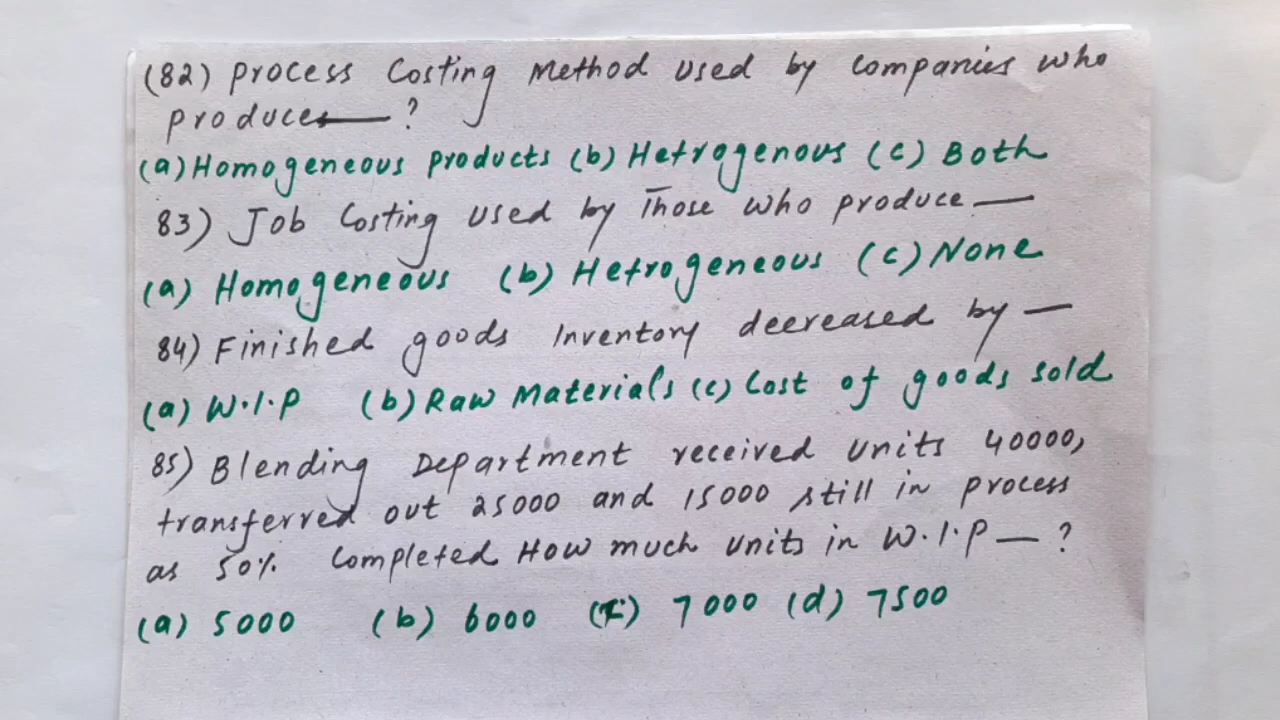 (82) Process Costing Method used by companies who
produce — ?
(a) Homogeneous products (b) Hetrogenous (c) Both
83) Job Costing used by Those who produce —
(a) Homogeneous (b) Hetrogeneous (c) None
84) Finished goods Inventory decreased by —
(a) W.I.P (b) Raw Materials (c) Cost of goods sold
85) Blending Department received units 40000,
transferred out 25000 and 15000 still in process
as 50% Completed How much units in W.I.P — ?
(a) 5000 (b) 6000 (c) 7000 (d) 7500